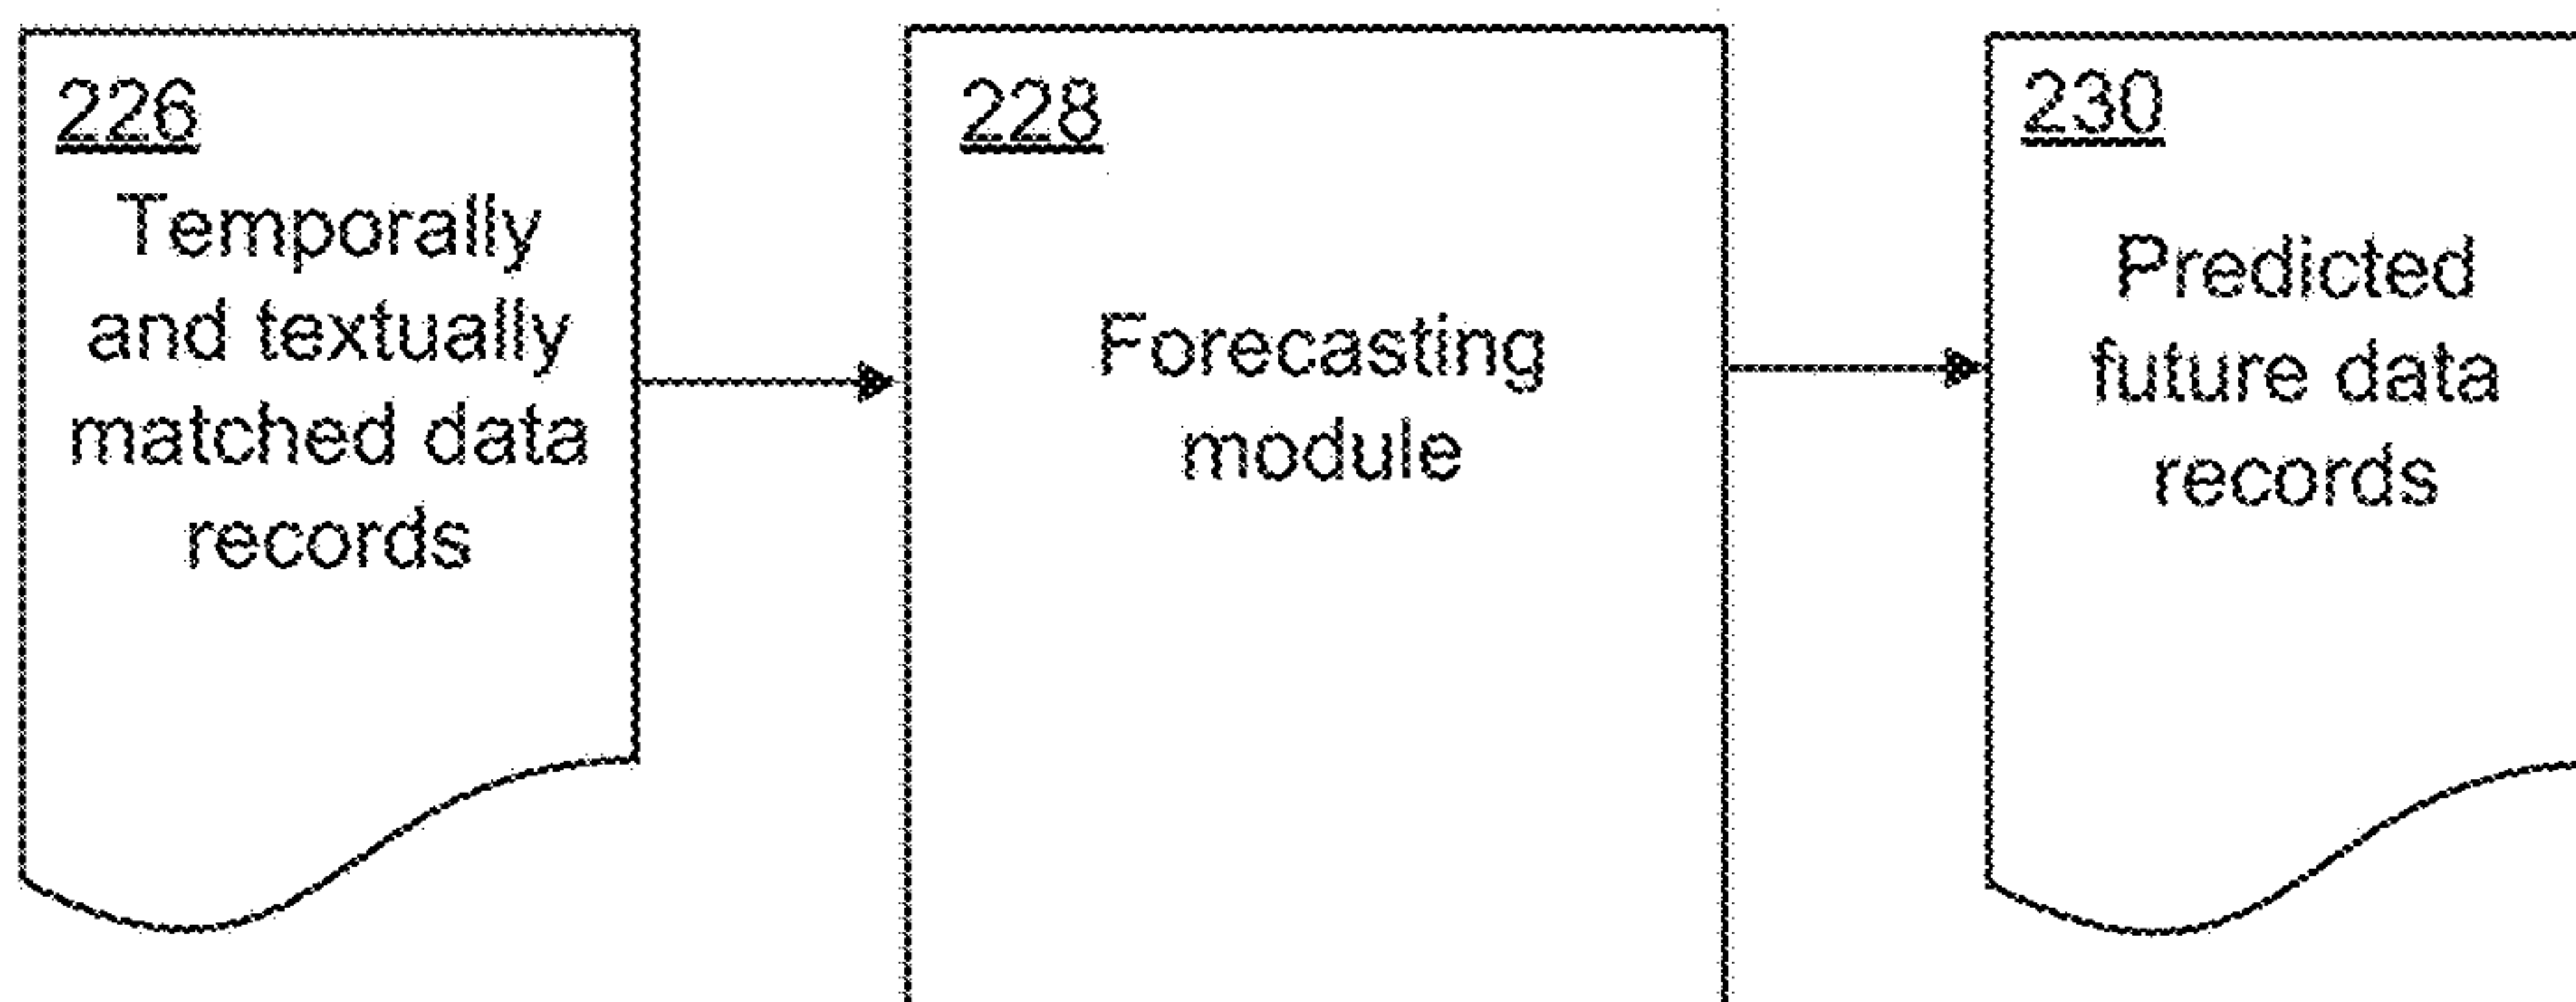 226
Temporally
and textually
matched data
records
228
Forecasting
module
230
Predicted
future data
records